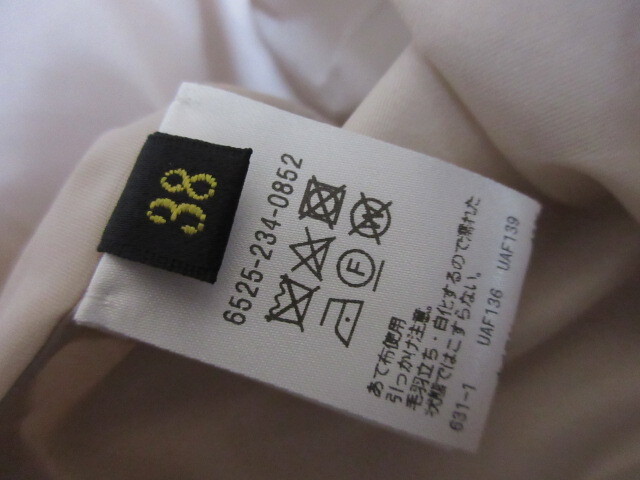 38
6525-234-0852
F
W
あて布使用
引っかけ注意
毛羽立ち・白化するので濡れた
状態ではこすらない。
631-1 UAF136 UAF139